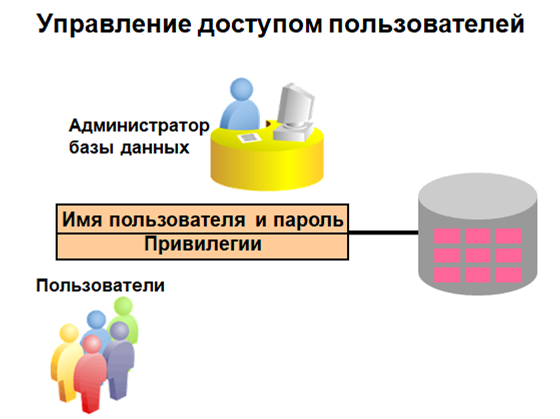 Управление доступом пользователей
Администратор
базы данных
Имя пользователя и пароль
Привилегии
Пользователи